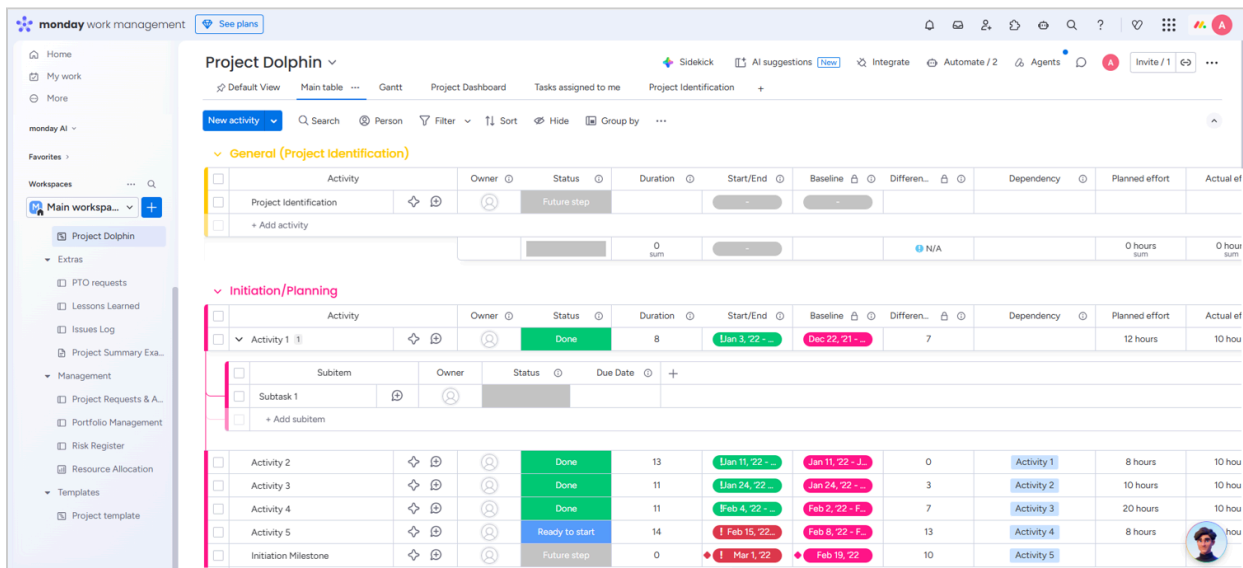 monday work management See plans
Home
My work
More
monday AI
Favorites
Workspaces
Main workspa...
Project Dolphin
Extras
PTO requests
Lessons Learned
Issues Log
Project Summary Exa...
Management
Project Requests & A...
Portfolio Management
Risk Register
Resource Allocation
Templates
Project template
A
Project Dolphin
Sidekick AI suggestions New Integrate Automate / 2 Agents A Invite / 1
Default View Main table Gantt Project Dashboard Tasks assigned to me Project Identification +
New activity Search Person Filter Sort Hide Group by
General (Project Identification)
Activity Owner Status Duration Start/End Baseline Differen... Dependency Planned effort Actual ef
Project Identification Future step - -
+ Add activity
0 sum - N/A 0 hours sum 0 hour sum
Initiation/Planning
Activity Owner Status Duration Start/End Baseline Differen... Dependency Planned effort Actual ef
Activity 1 1 Done 8 Jan 3, '22 - ... Dec 22, '21 - ... 7 12 hours 10 hou
Subitem Owner Status Due Date +
Subtask 1
+ Add subitem
Activity 2 Done 13 Jan 11, '22 - ... Jan 11, '22 - J... 0 Activity 1 8 hours 10 hou
Activity 3 Done 11 Jan 24, '22 ... Jan 24, '22 - ... 3 Activity 2 10 hours 10 hou
Activity 4 Done 11 Feb 4, '22 - ... Feb 2, '22 - F... 7 Activity 3 20 hours 10 hou
Activity 5 Ready to start 14 ! Feb 15, '22... Feb 8, '22 - F... 13 Activity 4 8 hours hou
Initiation Milestone Future step 0 ! Mar 1, '22 Feb 19, '22 10 Activity 5